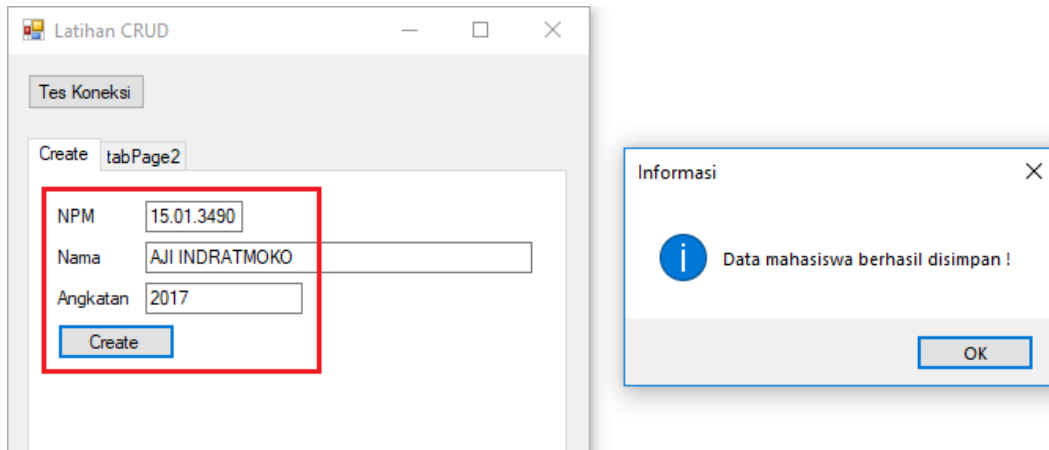 Latihan CRUD
Tes Koneksi
Create tabPage2
NPM 15.01.3490
Nama AJI INDRATMOKO
Angkatan 2017
Create
Informasi
Data mahasiswa berhasil disimpan !
OK